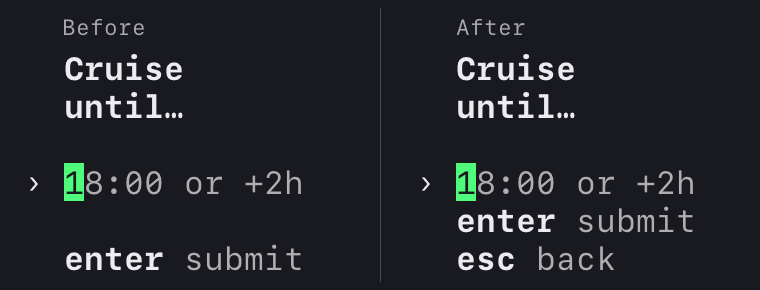 Before
Cruise
until…
› 18:00 or +2h
enter submit
After
Cruise
until…
› 18:00 or +2h
enter submit
esc back